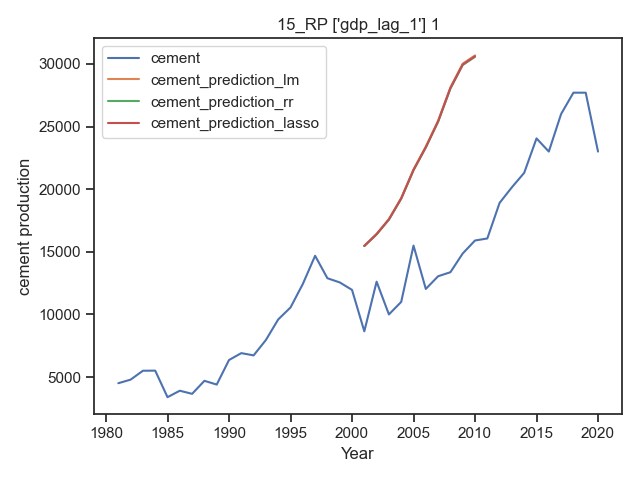 15_RP ['gdp_lag_1'] 1
cement
cement_prediction_lm
cement_prediction_rr
cement_prediction_lasso
cement production
30000
25000
20000
15000
10000
5000
1980 1985 1990 1995 2000 2005 2010 2015 2020
Year